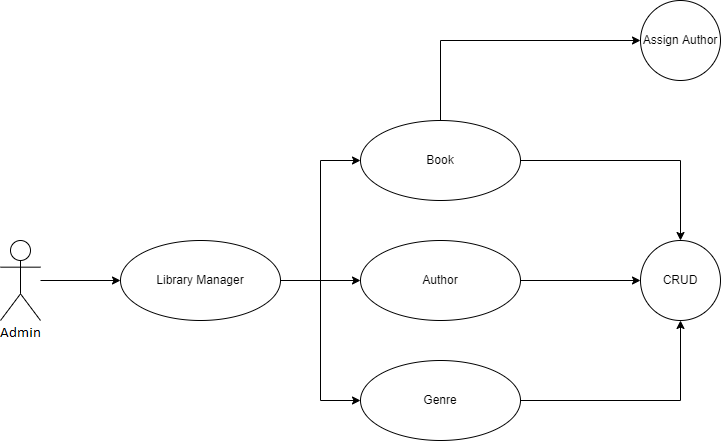 Assign Author
Book
Library Manager
Author
CRUD
Admin
Genre